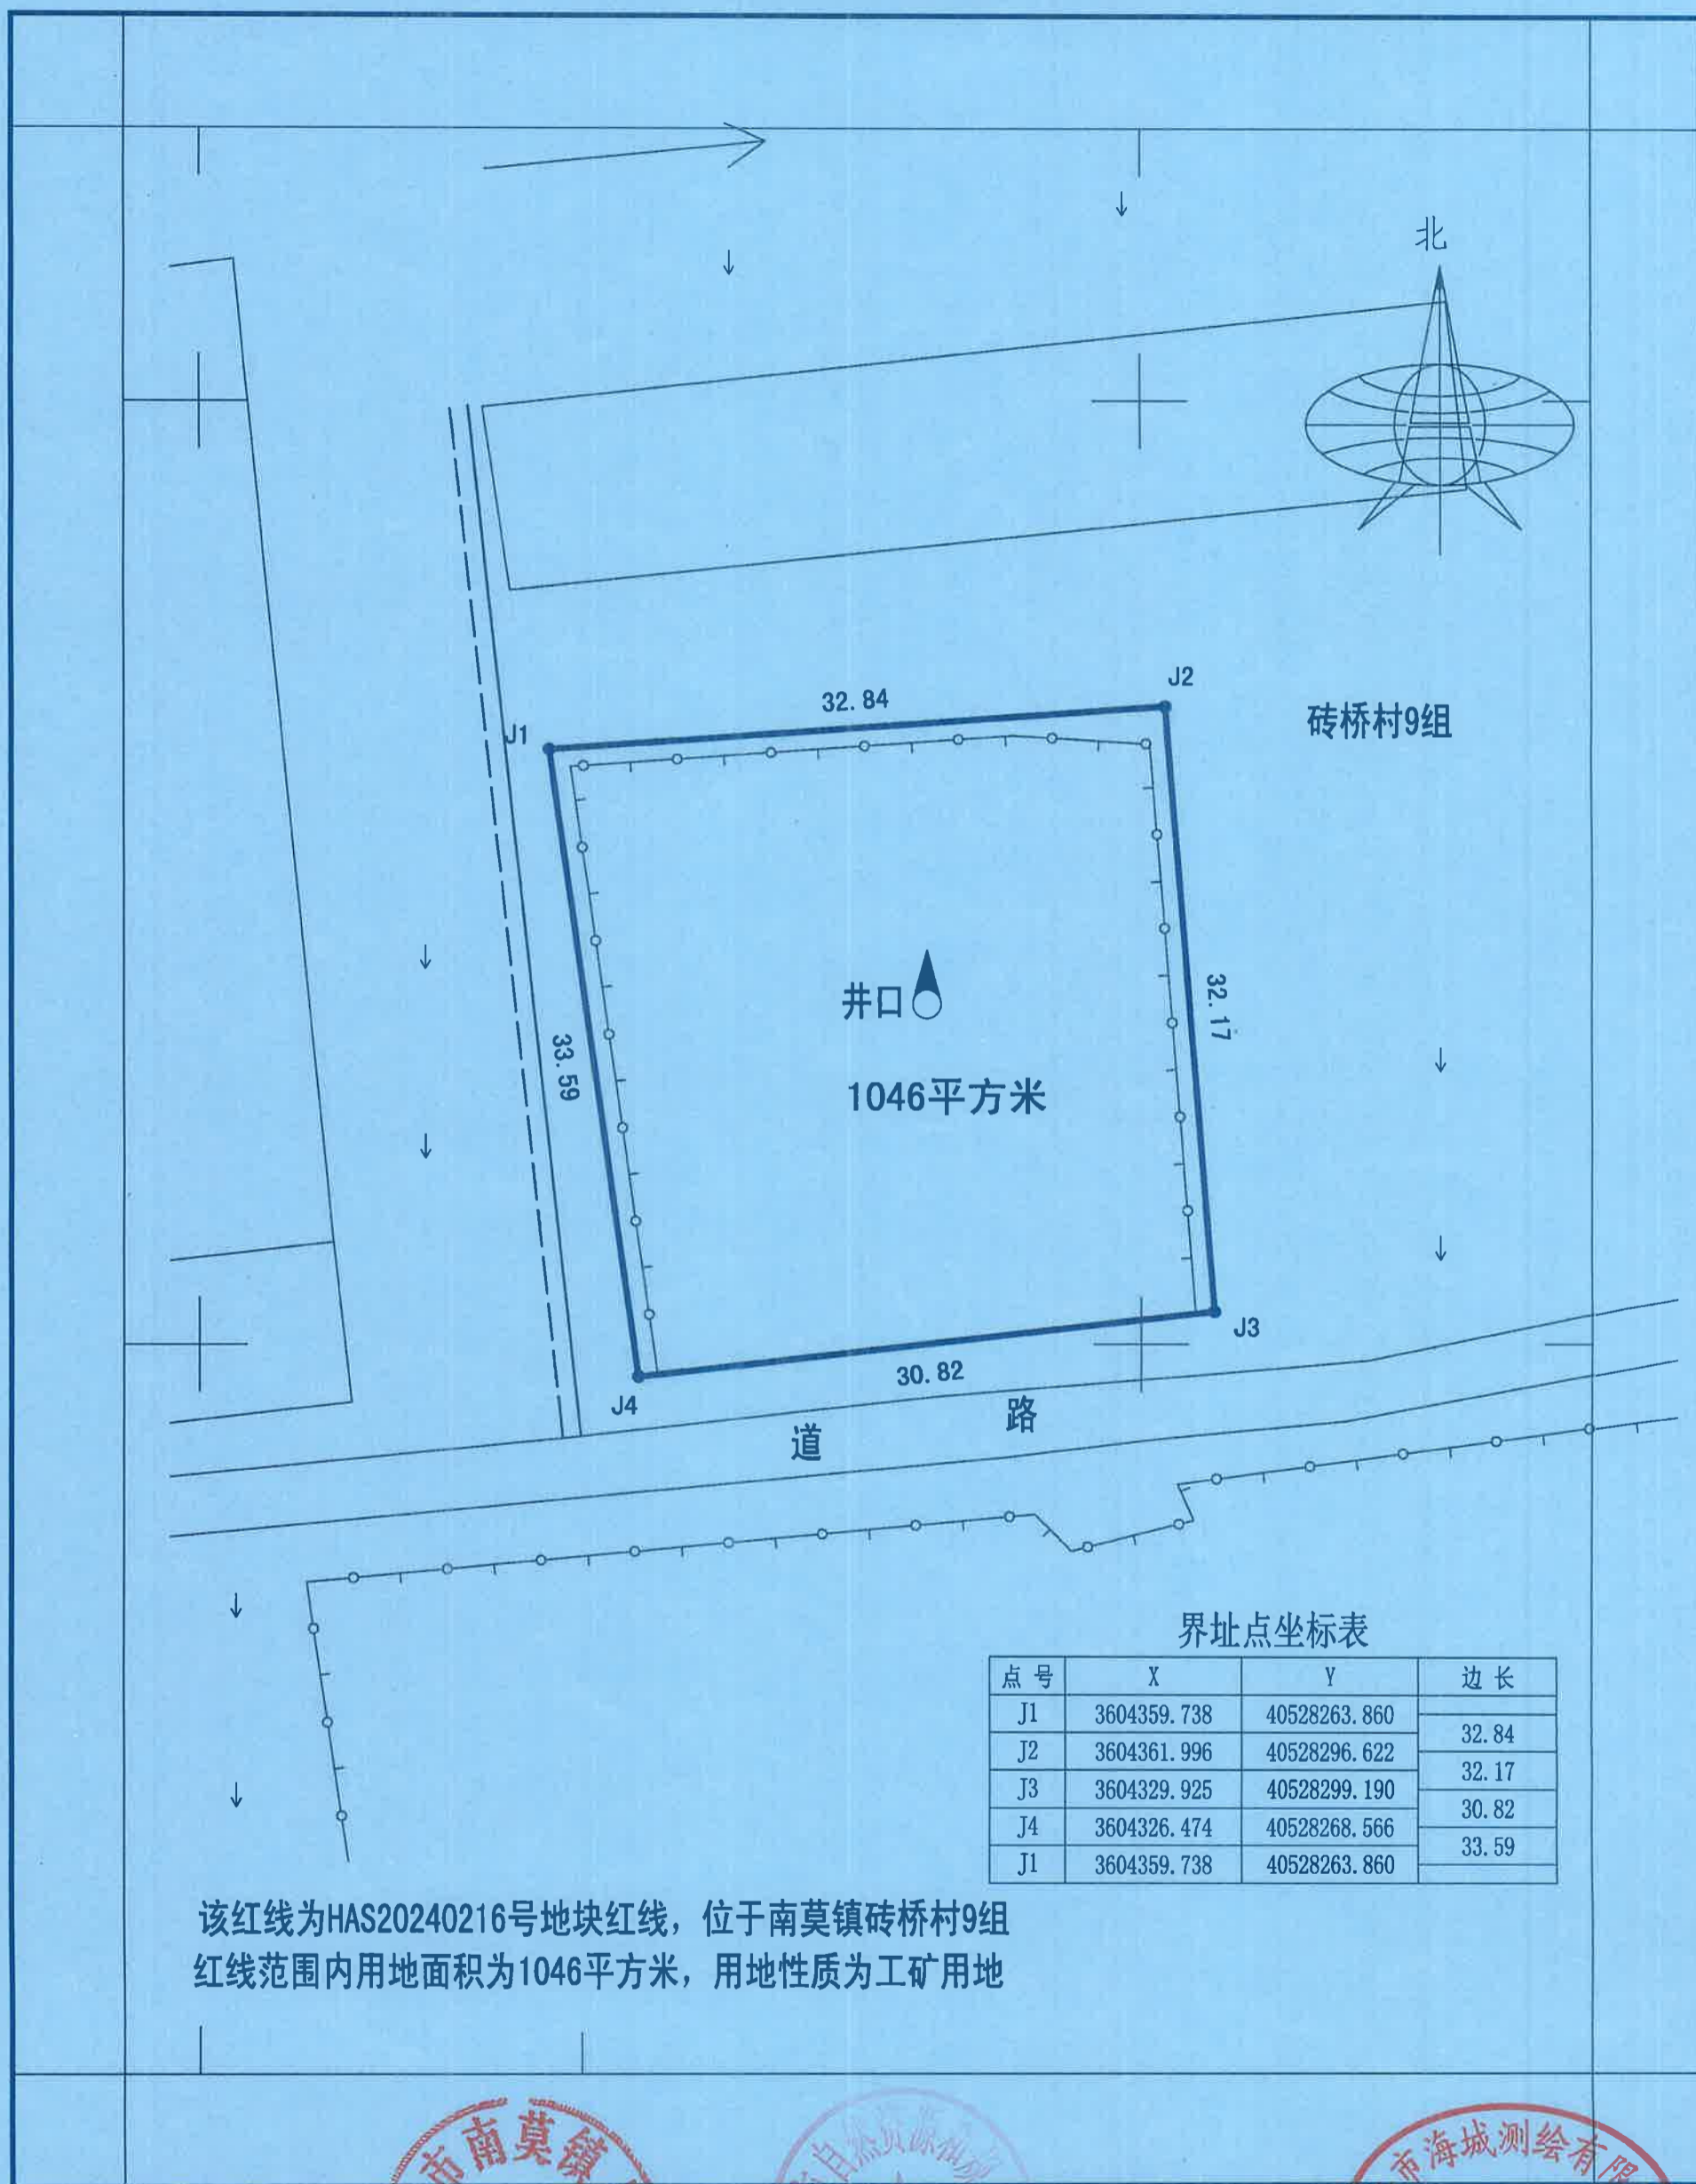 北
J2
32.84
砖桥村9组
J1
井口
32.17
33.59
1046平方米
J3
30.82
J4
路
道
界址点坐标表
点号 X Y 边长
J1 3604359.738 40528263.860
32.84
J2 3604361.996 40528296.622
32.17
J3 3604329.925 40528299.190
30.82
J4 3604326.474 40528268.566
33.59
J1 3604359.738 40528263.860
该红线为HAS20240216号地块红线，位于南莫镇砖桥村9组
红线范围内用地面积为1046平方米，用地性质为工矿用地
市南莫镇
自然资源和规
市海城测绘有限